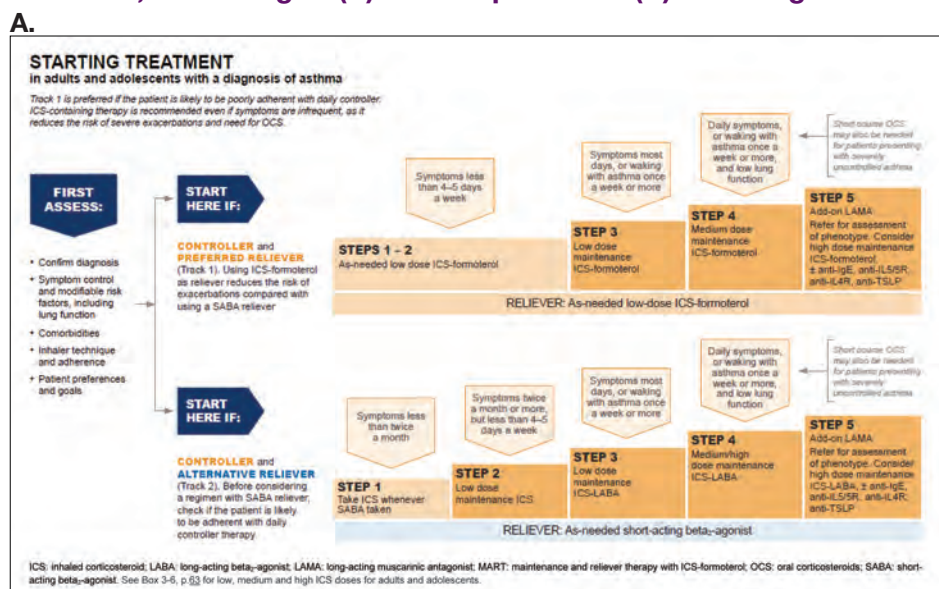 A.
STARTING TREATMENT
in adults and adolescents with a diagnosis of asthma
Track 1 is preferred if the patient is likely to be poorly adherent with daily controller.
ICS-containing therapy is recommended even if symptoms are infrequent, as it
reduces the risk of severe exacerbations and need for OCS.
FIRST
ASSESS:
• Confirm diagnosis
• Symptom control
and modifiable risk
factors, including
lung function
• Comorbidities
• Inhaler technique
and adherence
• Patient preferences
and goals
START
HERE IF:
CONTROLLER and
PREFERRED RELIEVER
(Track 1). Using ICS-formoterol
as reliever reduces the risk of
exacerbations compared with
using a SABA reliever
Symptoms less
than 4–5 days
a week
Symptoms most
days, or waking
with asthma once
a week or more
Daily symptoms,
or waking with
asthma once a
week or more,
and low lung
function
Short course OCS
may also be needed
for patients presenting
with severely
uncontrolled asthma
STEPS 1 – 2
As-needed low dose ICS-formoterol
STEP 3
Low dose
maintenance
ICS-formoterol
STEP 4
Medium dose
maintenance
ICS-formoterol
STEP 5
Add-on LAMA
Refer for assessment
of phenotype. Consider
high dose maintenance
ICS-formoterol,
± anti-IgE, anti-IL5/5R,
anti-IL4R, anti-TSLP
RELIEVER: As-needed low-dose ICS-formoterol
START
HERE IF:
CONTROLLER and
ALTERNATIVE RELIEVER
(Track 2). Before considering
a regimen with SABA reliever,
check if the patient is likely
to be adherent with daily
controller therapy
Symptoms less
than twice
a month
Symptoms twice
a month or more,
but less than 4–5
days a week
Symptoms most
days, or waking
with asthma once
a week or more
Daily symptoms,
or waking with
asthma once a
week or more,
and low lung
function
Short course OCS
may also be needed
for patients presenting
with severely
uncontrolled asthma
STEP 1
Take ICS whenever
SABA taken
STEP 2
Low dose
maintenance ICS
STEP 3
Low dose
maintenance
ICS-LABA
STEP 4
Medium/high
dose maintenance
ICS-LABA
STEP 5
Add-on LAMA
Refer for assessment
of phenotype. Consider
high dose maintenance
ICS-LABA, ± anti-IgE,
anti-IL5/5R, anti-IL4R,
anti-TSLP
RELIEVER: As-needed short-acting beta₂-agonist
ICS: inhaled corticosteroid; LABA: long-acting beta₂-agonist; LAMA: long-acting muscarinic antagonist; MART: maintenance and reliever therapy with ICS-formoterol; OCS: oral corticosteroids; SABA: short-
acting beta₂-agonist. See Box 3-6, p.63 for low, medium and high ICS doses for adults and adolescents.